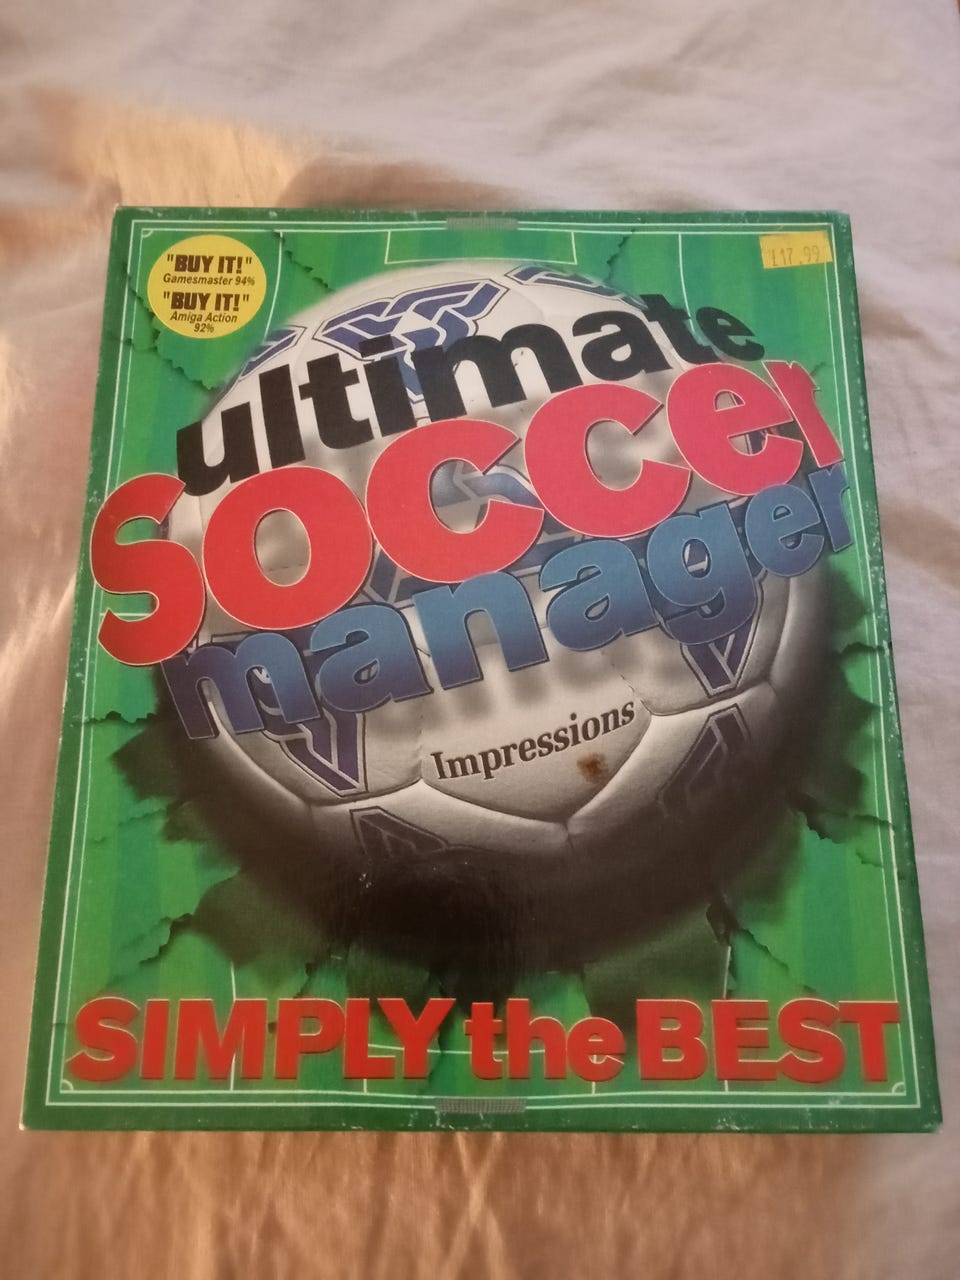 "BUY IT!"
Gamesmaster 94%
"BUY IT!"
Amiga Action
92%
£17.99
ultimate
soccer
manager
Impressions
SIMPLY the BEST